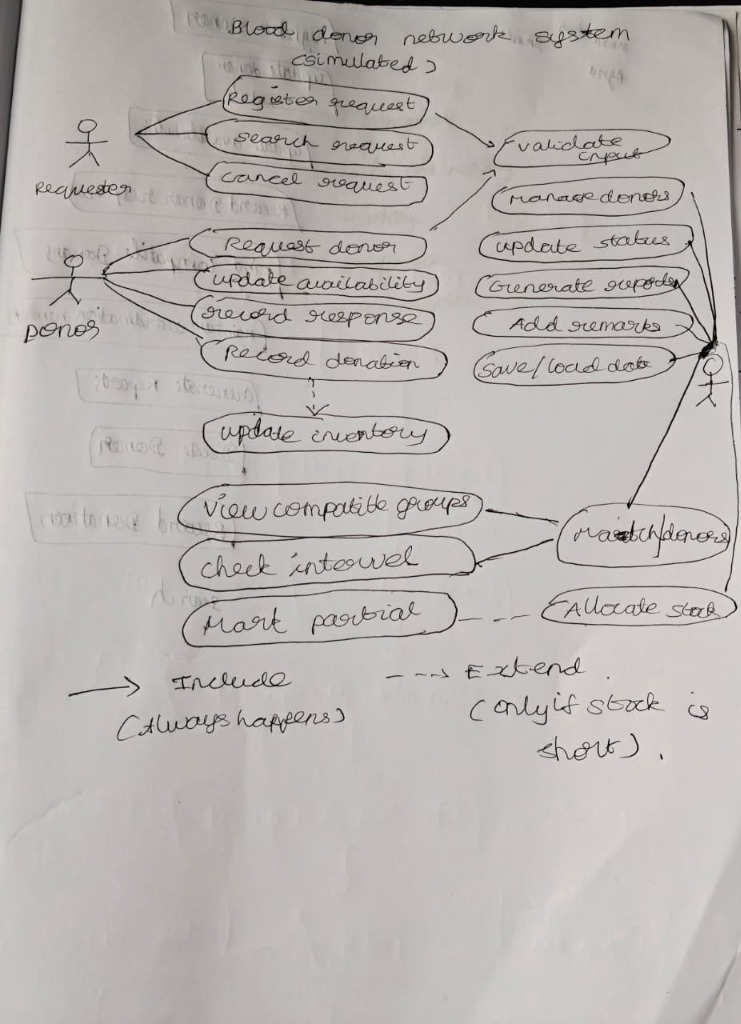 Blood donor network system
(simulated)
Register request
search request
cancel request
Requester
validate
input
Manage donors
Request donor
update status
update availability
Generate reports
record response
Add remarks
Donor
Record donation
Save/load data
update inventory
View compatible groups
Match/donors
check intervel
Mark partial
Allocate stock
Include
(Always happens)
Extend.
(only if stock is
short).